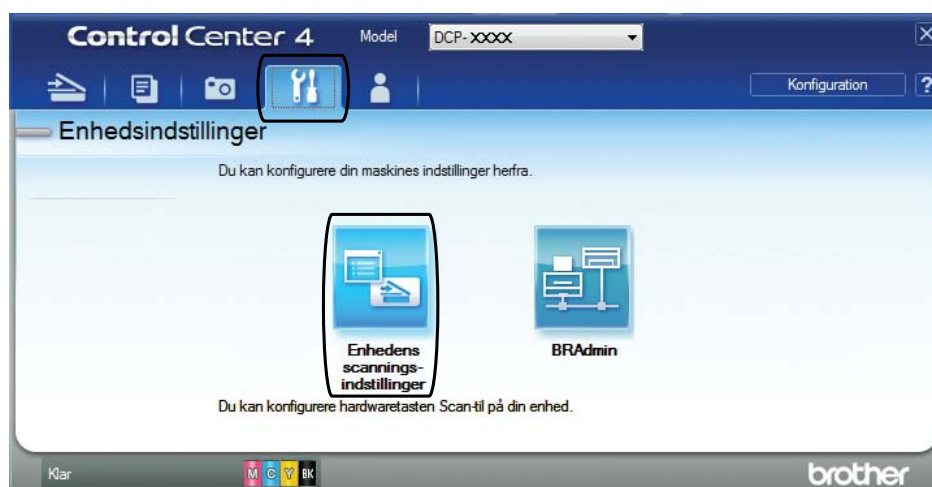 Control Center 4 Model DCP-XXXX
Konfiguration ?
Enhedsindstillinger
Du kan konfigurere din maskines indstillinger herfra.
Enhedens
scannings-
indstillinger
BRAdmin
Du kan konfigurere hardwaretasten Scan-til på din enhed.
Klar M C Y BK brother